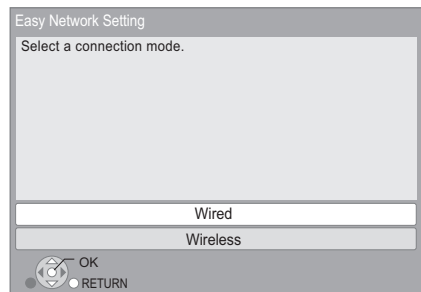 Easy Network Setting
Select a connection mode.
Wired
Wireless
OK
RETURN